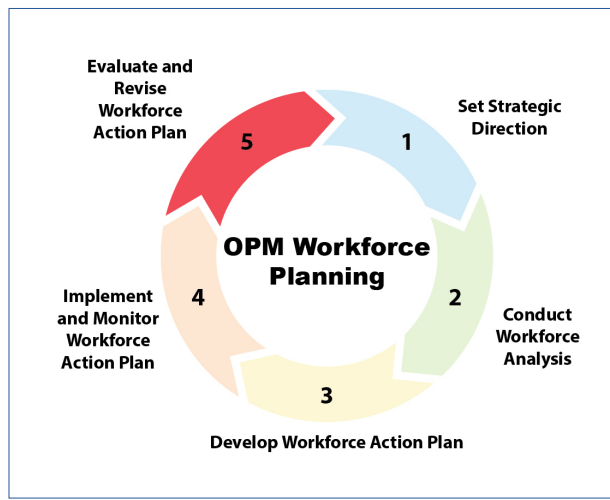 OPM Workforce
Planning
1
Set Strategic
Direction
2
Conduct
Workforce
Analysis
3
Develop Workforce Action Plan
4
Implement
and Monitor
Workforce
Action Plan
5
Evaluate and
Revise
Workforce
Action Plan